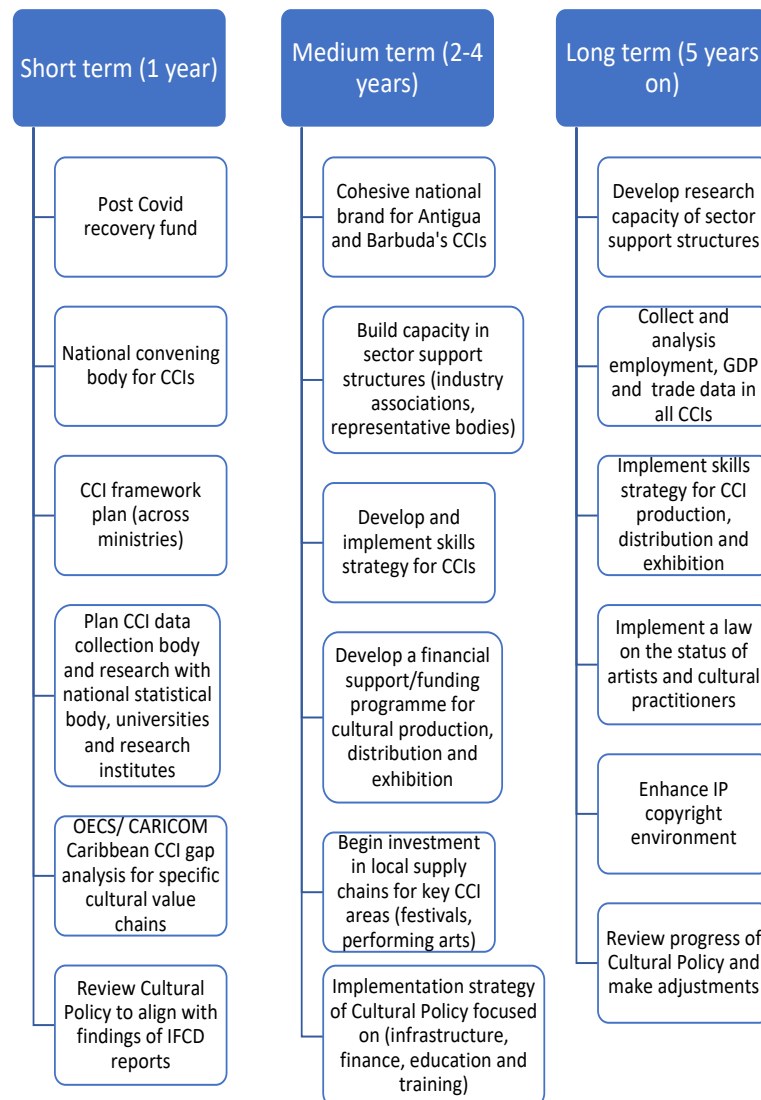 Short term (1 year)
Post Covid
recovery fund
National convening
body for CCIs
CCI framework
plan (across
ministries)
Plan CCI data
collection body
and research with
national statistical
body, universities
and research
institutes
OECS/ CARICOM
Caribbean CCI gap
analysis for specific
cultural value
chains
Review Cultural
Policy to align with
findings of IFCD
reports
Medium term (2-4
years)
Cohesive national
brand for Antigua
and Barbuda's CCIs
Build capacity in
sector support
structures (industry
associations,
representative bodies)
Develop and
implement skills
strategy for CCIs
Develop a financial
support/funding
programme for
cultural production,
distribution and
exhibition
Begin investment
in local supply
chains for key CCI
areas (festivals,
performing arts)
Implementation strategy
of Cultural Policy focused
on (infrastructure,
finance, education and
training)
Long term (5 years
on)
Develop research
capacity of sector
support structures
Collect and
analysis
employment, GDP
and trade data in
all CCIs
Implement skills
strategy for CCI
production,
distribution and
exhibition
Implement a law
on the status of
artists and cultural
practitioners
Enhance IP
copyright
environment
Review progress of
Cultural Policy and
make adjustments